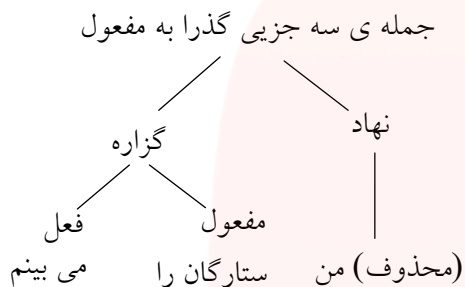 جمله ی سه جزیی گذرا به مفعول
نهاد
گزاره
مفعول
فعل
من (محذوف)
ستارگان را
می بینم